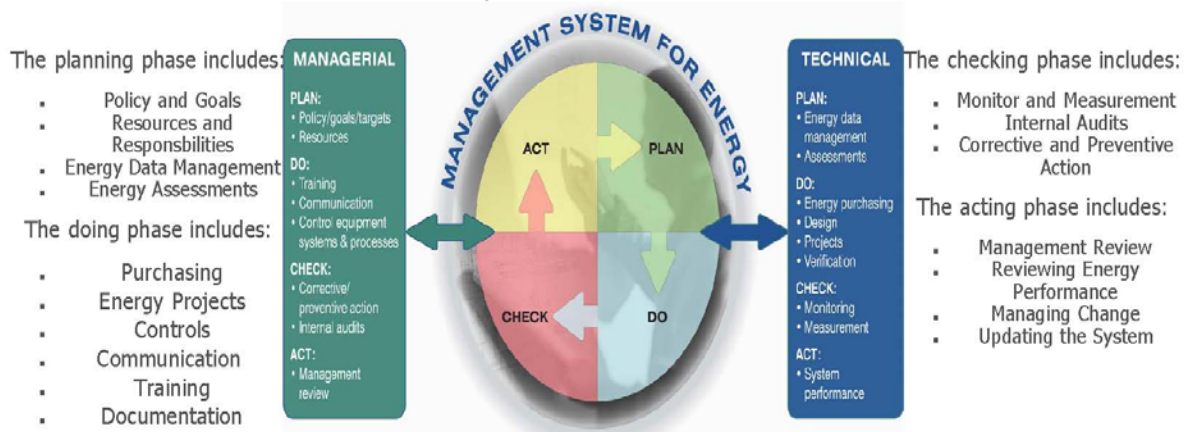 The planning phase includes:
▪ Policy and Goals
▪ Resources and
Responsbilities
▪ Energy Data Management
▪ Energy Assessments
The doing phase includes:
▪ Purchasing
▪ Energy Projects
▪ Controls
▪ Communication
▪ Training
▪ Documentation
MANAGERIAL
PLAN:
• Policy/goals/targets
• Resources
DO:
• Training
• Communication
• Control equipment
systems & processes
CHECK:
• Corrective/
preventive action
• Internal audits
ACT:
• Management
review
MANAGEMENT SYSTEM FOR ENERGY
ACT
PLAN
CHECK
DO
TECHNICAL
PLAN:
• Energy data
management
• Assessments
DO:
• Energy purchasing
• Design
• Projects
• Verification
CHECK:
• Monitoring
• Measurement
ACT:
• System
performance
The checking phase includes:
▪ Monitor and Measurement
▪ Internal Audits
▪ Corrective and Preventive
Action
The acting phase includes:
▪ Management Review
▪ Reviewing Energy
Performance
▪ Managing Change
▪ Updating the System